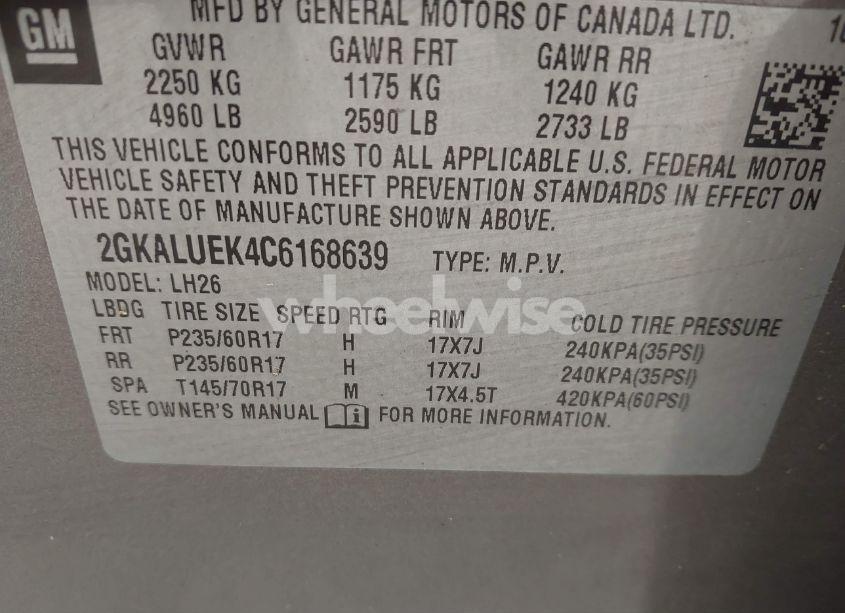 GM
MFD BY GENERAL MOTORS OF CANADA LTD.
GVWR GAWR FRT GAWR RR
2250 KG 1175 KG 1240 KG
4960 LB 2590 LB 2733 LB
THIS VEHICLE CONFORMS TO ALL APPLICABLE U.S. FEDERAL MOTOR
VEHICLE SAFETY AND THEFT PREVENTION STANDARDS IN EFFECT ON
THE DATE OF MANUFACTURE SHOWN ABOVE.
2GKALUEK4C6168639 TYPE: M.P.V.
MODEL: LH26
wheelwise
LBDG TIRE SIZE SPEED RTG RIM COLD TIRE PRESSURE
FRT P235/60R17 H 17X7J 240KPA(35PSI)
RR P235/60R17 H 17X7J 240KPA(35PSI)
SPA T145/70R17 M 17X4.5T 420KPA(60PSI)
SEE OWNER'S MANUAL i FOR MORE INFORMATION.